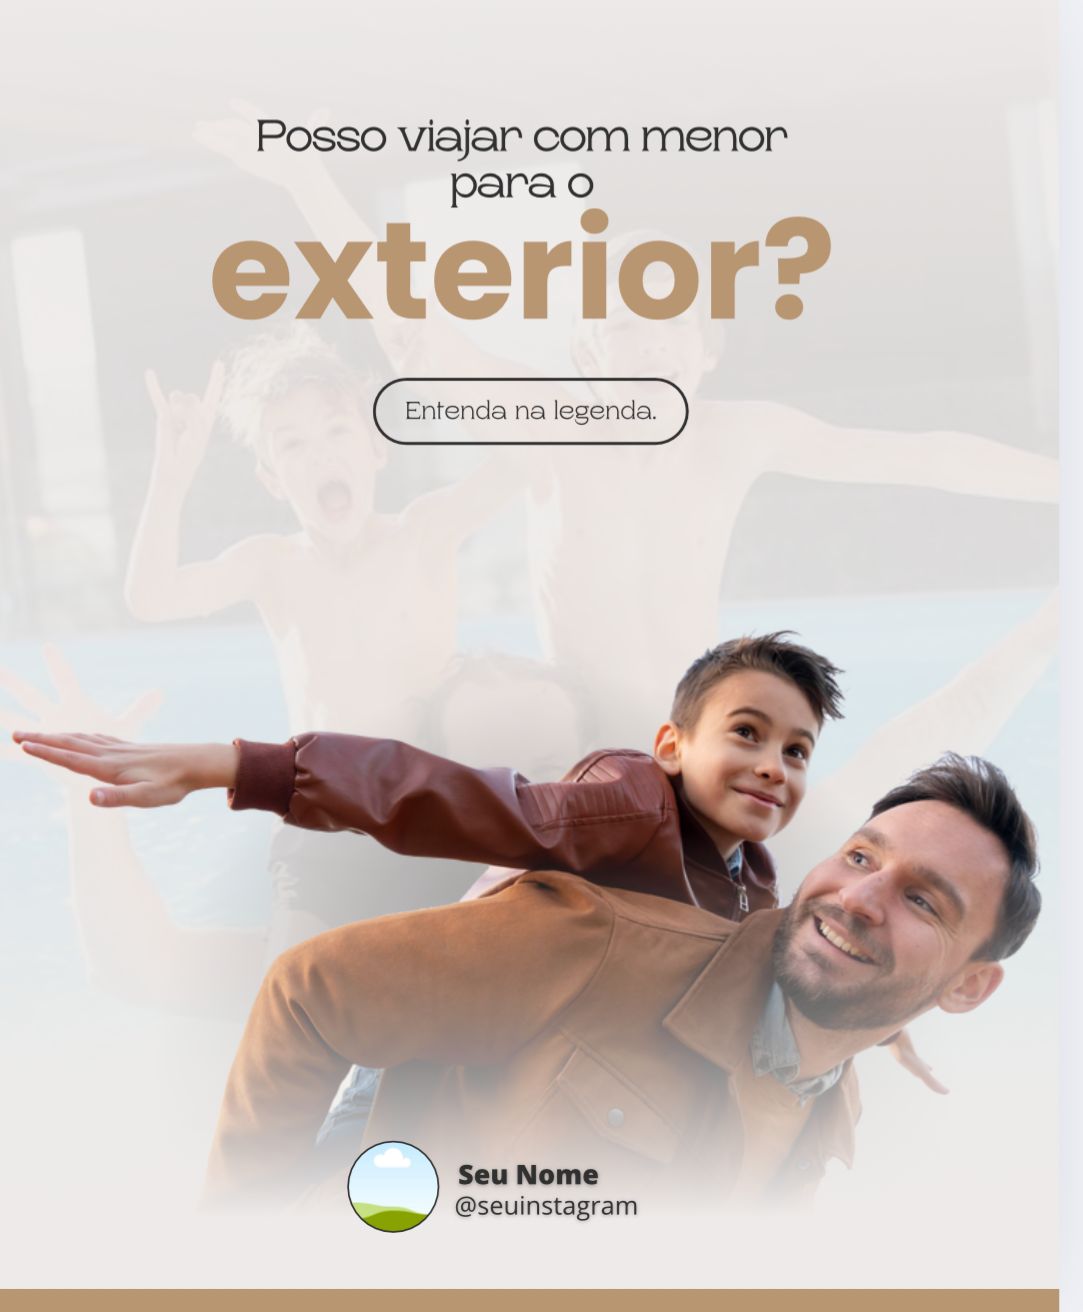 Posso viajar com menor
para o
exterior?
Entenda na legenda.
Seu Nome
@seuinstagram